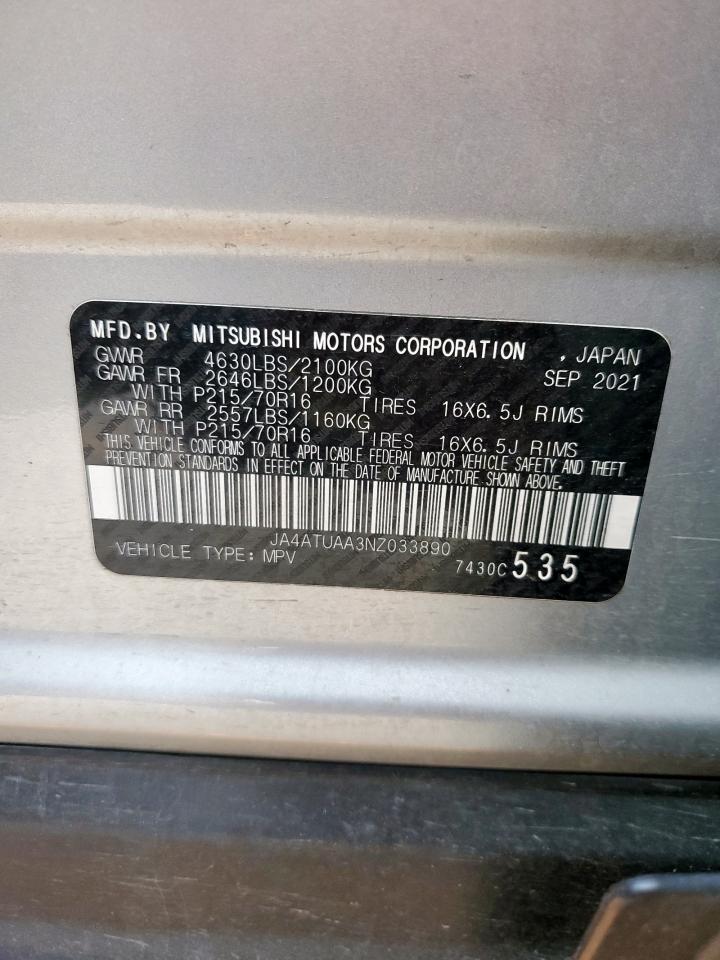 MFD.BY MITSUBISHI MOTORS CORPORATION , JAPAN
GVWR 4630LBS/2100KG SEP 2021
GAWR FR 2646LBS/1200KG
WITH P215/70R16 TIRES 16X6.5J RIMS
GAWR RR 2557LBS/1160KG
WITH P215/70R16 TIRES 16X6.5J RIMS
THIS VEHICLE CONFORMS TO ALL APPLICABLE FEDERAL MOTOR VEHICLE SAFETY AND THEFT
PREVENTION STANDARDS IN EFFECT ON THE DATE OF MANUFACTURE SHOWN ABOVE.
JA4ATUAA3NZ033890
VEHICLE TYPE: MPV 7430C 535